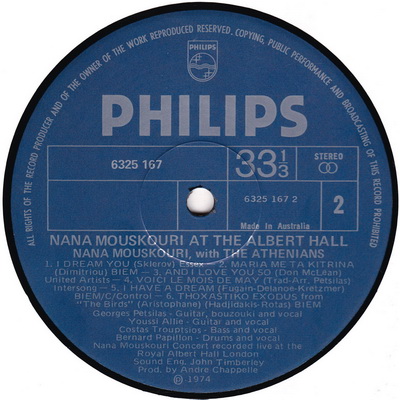 ALL RIGHTS OF THE RECORD PRODUCER AND OF THE OWNER OF THE WORK REPRODUCED RESERVED. COPYING, PUBLIC PERFORMANCE AND BROADCASTING OF THIS RECORD PROHIBITED
PHILIPS
PHILIPS
6325 167
33 1/3
STEREO
6325 167 2
2
Made in Australia
NANA MOUSKOURI AT THE ALBERT HALL
NANA MOUSKOURI, with THE ATHENIANS
1. I DREAM YOU (Sklerov) – 2. MARIA ME TA KITRINA
(Dimitriou) BIEM – 3. AND I LOVE YOU SO (Don McLean)
United Artists – 4. VOICI LE MOIS DE MAY (Trad-Arr. Petsilas)
Intersong – 5. I HAVE A DREAM (Fugain-Delanoe-Kretzmer)
BIEM/C/Control – 6. THOXASTIKO EXODUS from
"The Birds" (Aristophane) (Hadjidakis-Rotas) BIEM
Georges Petsilas – Guitar, bouzouki and vocal
Yousi Allie – Guitar and vocal
Costas Trouptsios – Bass and vocal
Bernard Papillon – Drums and vocal
Nana Mouskouri Concert recorded live at the
Royal Albert Hall London
Sound Eng. John Timberley
Prod. by Andre Chappelle
℗ 1974